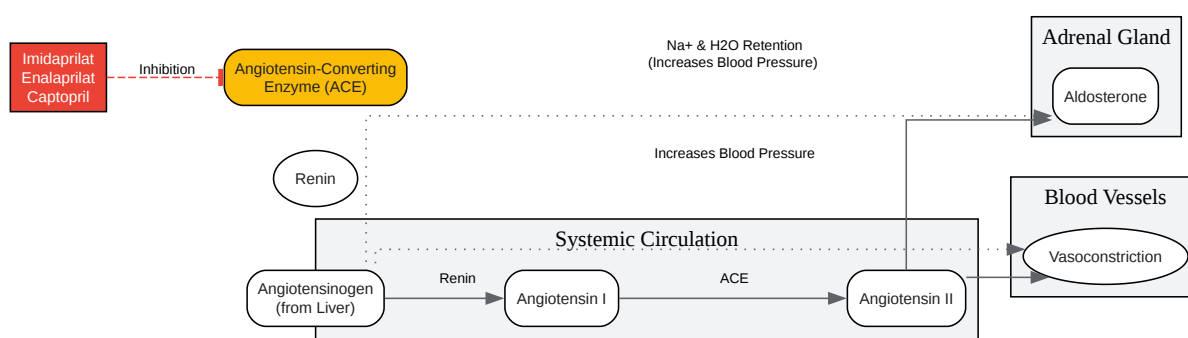 Imidaprilat
Enalaprilat
Captopril
Inhibition
Angiotensin-Converting
Enzyme (ACE)
Na+ & H2O Retention
(Increases Blood Pressure)
Adrenal Gland
Aldosterone
Renin
Increases Blood Pressure
Blood Vessels
Vasoconstriction
Systemic Circulation
Angiotensinogen
(from Liver)
Renin
Angiotensin I
ACE
Angiotensin II